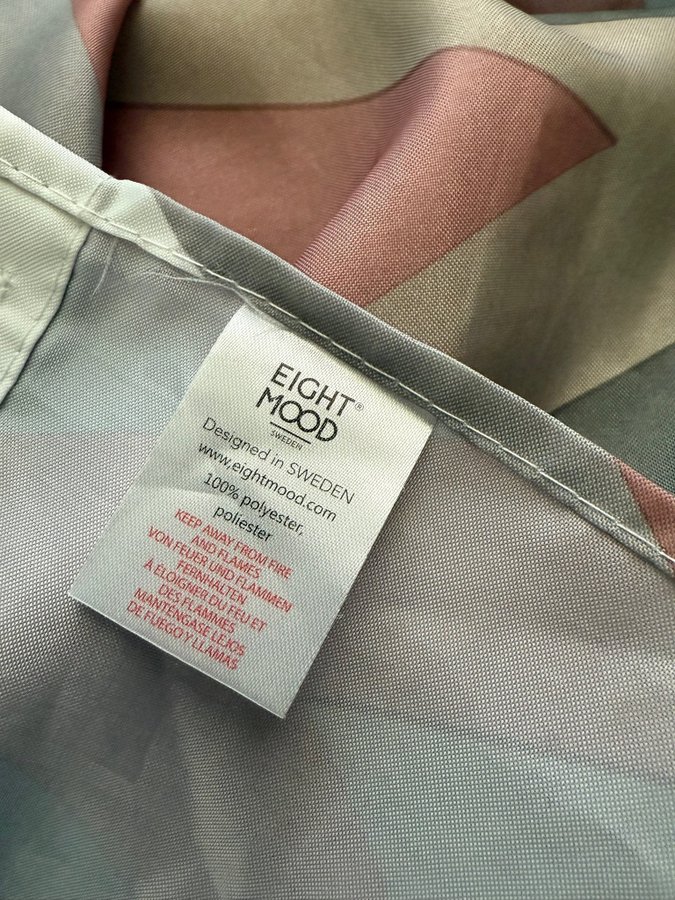 EIGHT
MOOD®
SWEDEN
Designed in SWEDEN
www.eightmood.com
100% polyester,
poliester
KEEP AWAY FROM FIRE
AND FLAMES
VON FEUER UND FLAMMEN
FERNHALTEN
À ÉLOIGNER DU FEU ET
DES FLAMMES
MANTÉNGASE LEJOS
DE FUEGO Y LLAMAS